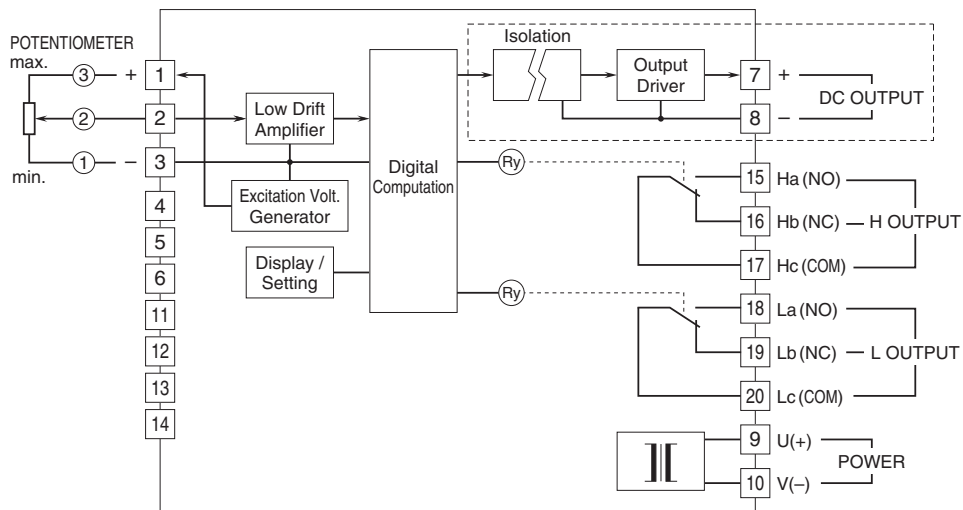 POTENTIOMETER
max.
3 +
2
1 –
min.
1
2
3
4
5
6
11
12
13
14
Low Drift
Amplifier
Excitation Volt.
Generator
Display /
Setting
Digital
Computation
Isolation
Output
Driver
7 +
8 –
DC OUTPUT
Ry
15 Ha (NO)
16 Hb (NC) H OUTPUT
17 Hc (COM)
Ry
18 La (NO)
19 Lb (NC) L OUTPUT
20 Lc (COM)
9 U(+)
POWER
10 V(–)